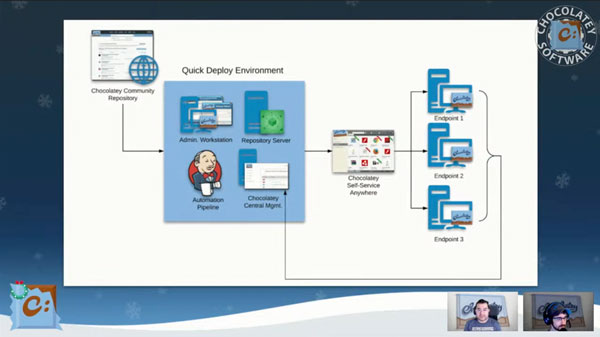 CHOCOLATEY
SOFTWARE
Quick Deploy Environment
Chocolatey Community
Repository
Admin. Workstation
Repository Server
Automation
Pipeline
Chocolatey
Central Mgmt.
Chocolatey
Self-Service
Anywhere
Endpoint 1
Endpoint 2
Endpoint 3